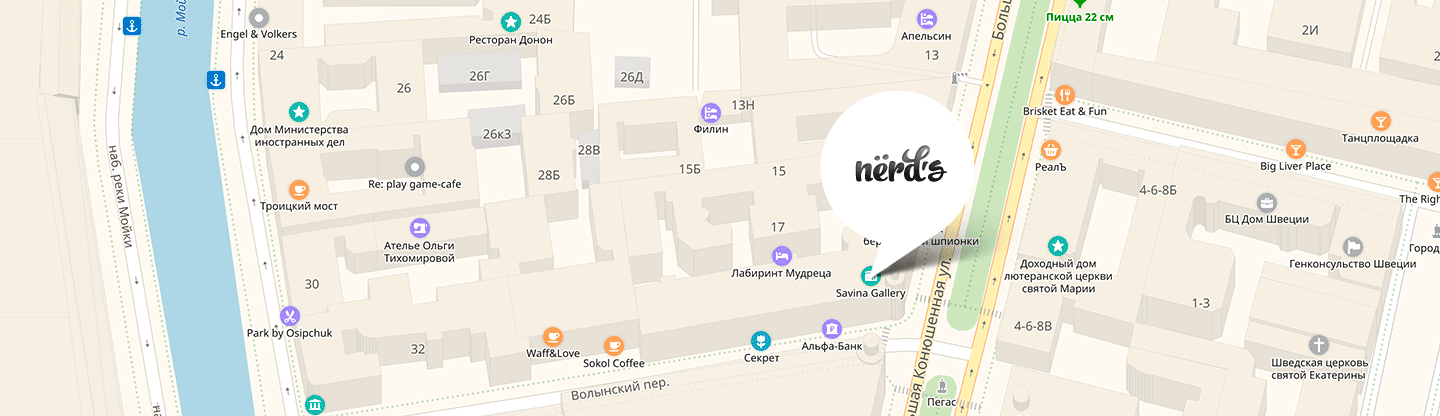 р. Мой
Engel & Volkers
24Б
Ресторан Донон
Апельсин
13
Боль
Пицца 22 см
2И
24
26
26Г
26Д
26Б
13Н
Филин
Дом Министерства
иностранных дел
26к3
28В
15Б
28Б
15
Re: play game-cafe
Троицкий мост
наб. реки Мойки
Ателье Ольги
Тихомировой
17
Лабиринт Мудреца
nërd's
шпионки
Savina Gallery
Brisket Eat & Fun
РеалЪ
Танцплощадка
Big Liver Place
4-6-8Б
The Right
БЦ Дом Швеции
Генконсульство Швеции
Город
Доходный дом
лютеранской церкви
святой Марии
1-3
4-6-8В
Шведская церковь
святой Екатерины
30
Park by Osipchuk
32
Waff&Love
Sokol Coffee
Секрет
Альфа-Банк
Волынский пер.
шая Конюшенная ул.
Пегас